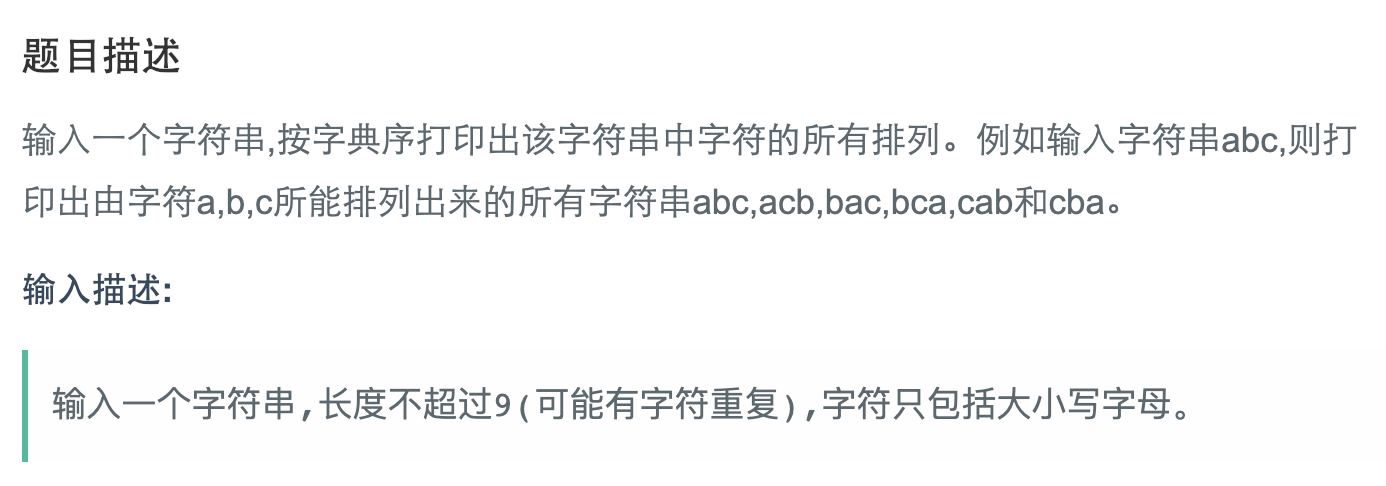 题目描述
输入一个字符串,按字典序打印出该字符串中字符的所有排列。例如输入字符串abc,则打
印出由字符a,b,c所能排列出来的所有字符串abc,acb,bac,bca,cab和cba。
输入描述:
输入一个字符串,长度不超过9(可能有字符重复),字符只包括大小写字母。